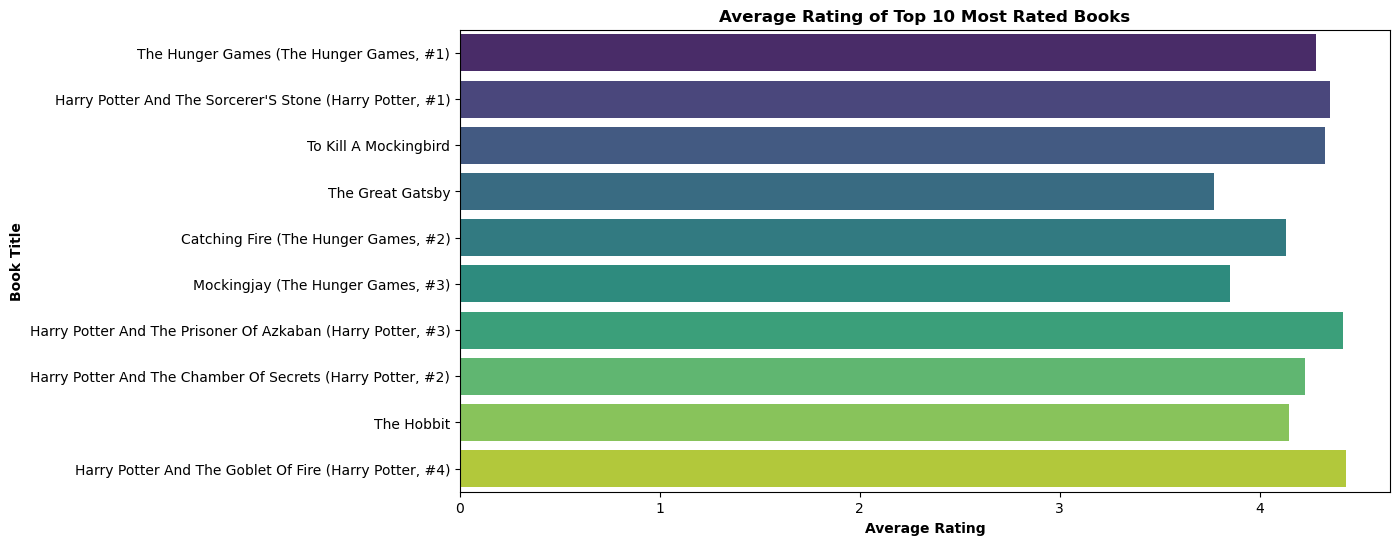 Average Rating of Top 10 Most Rated Books
Book Title
The Hunger Games (The Hunger Games, #1)
Harry Potter And The Sorcerer'S Stone (Harry Potter, #1)
To Kill A Mockingbird
The Great Gatsby
Catching Fire (The Hunger Games, #2)
Mockingjay (The Hunger Games, #3)
Harry Potter And The Prisoner Of Azkaban (Harry Potter, #3)
Harry Potter And The Chamber Of Secrets (Harry Potter, #2)
The Hobbit
Harry Potter And The Goblet Of Fire (Harry Potter, #4)
0 1 2 3 4
Average Rating